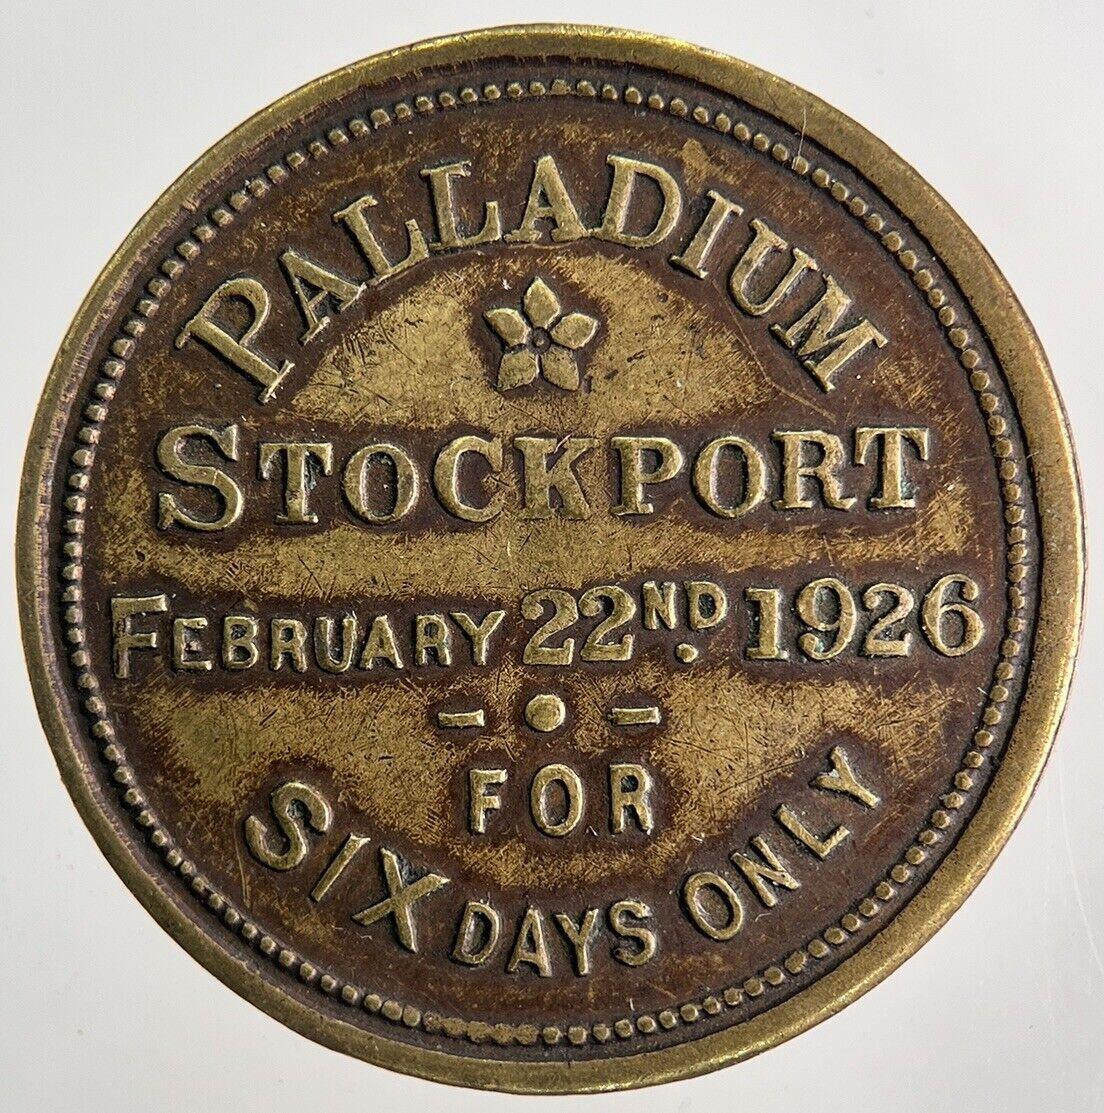 PALLADIUM
STOCKPORT
FEBRUARY 22ND. 1926
FOR
SIX DAYS ONLY